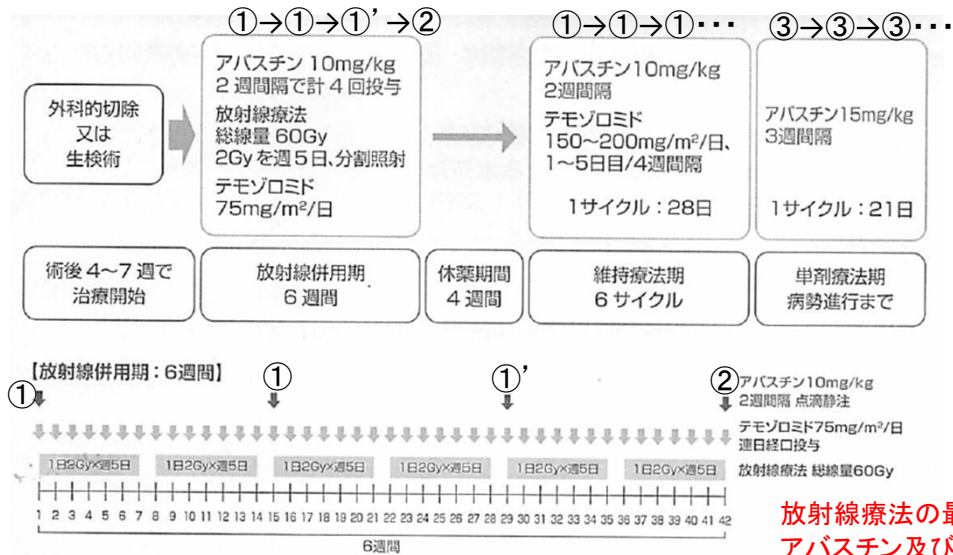 ①→①→①’→②
①→①→①・・・
③→③→③・・・
外科的切除
又は
生検術
アバスチン 10mg/kg
2週間隔で計4回投与
放射線療法
総線量 60Gy
2Gyを週5日、分割照射
テモゾロミド
75mg/m²/日
アバスチン10mg/kg
2週間隔
テモゾロミド
150〜200mg/m²/日、
1〜5日目/4週間隔
1サイクル：28日
アバスチン15mg/kg
3週間隔
1サイクル：21日
術後4〜7週で
治療開始
放射線併用期
6週間
休薬期間
4週間
維持療法期
6サイクル
単剤療法期
病勢進行まで
【放射線併用期：6週間】
① ① ①’ ②
アバスチン10mg/kg
2週間隔 点滴静注
テモゾロミド75mg/m²/日
連日経口投与
1日2Gy×週5日 1日2Gy×週5日 1日2Gy×週5日 1日2Gy×週5日 1日2Gy×週5日 1日2Gy×週5日
放射線療法 総線量60Gy
1 2 3 4 5 6 7 8 9 10 11 12 13 14 15 16 17 18 19 20 21 22 23 24 25 26 27 28 29 30 31 32 33 34 35 36 37 38 39 40 41 42
6週間
放射線療法の最
アバスチン及び